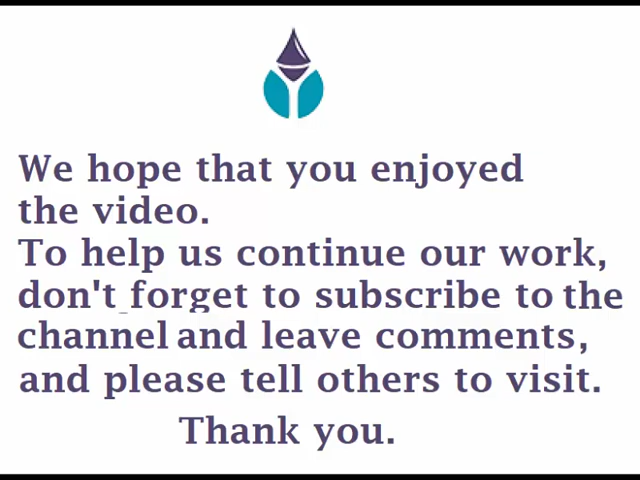 We hope that you enjoyed
the video.
To help us continue our work,
don't forget to subscribe to the
channel and leave comments,
and please tell others to visit.
Thank you.